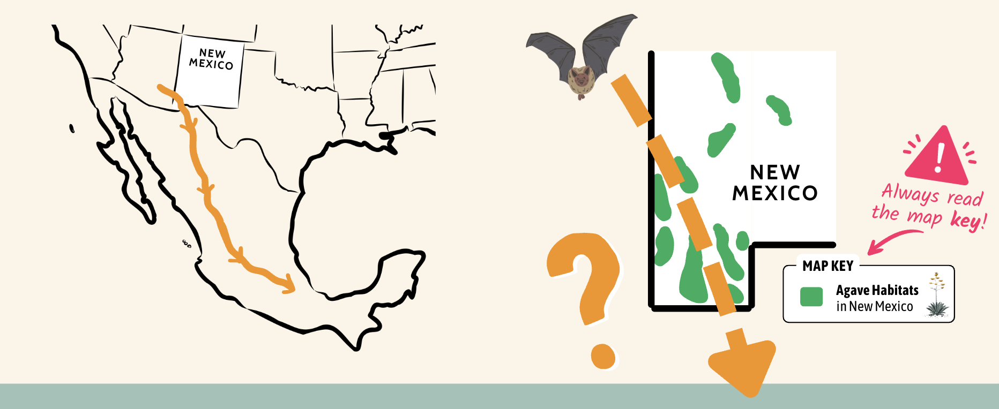 NEW
MEXICO
NEW
MEXICO
Always read
the map key!
MAP KEY
Agave Habitats
in New Mexico